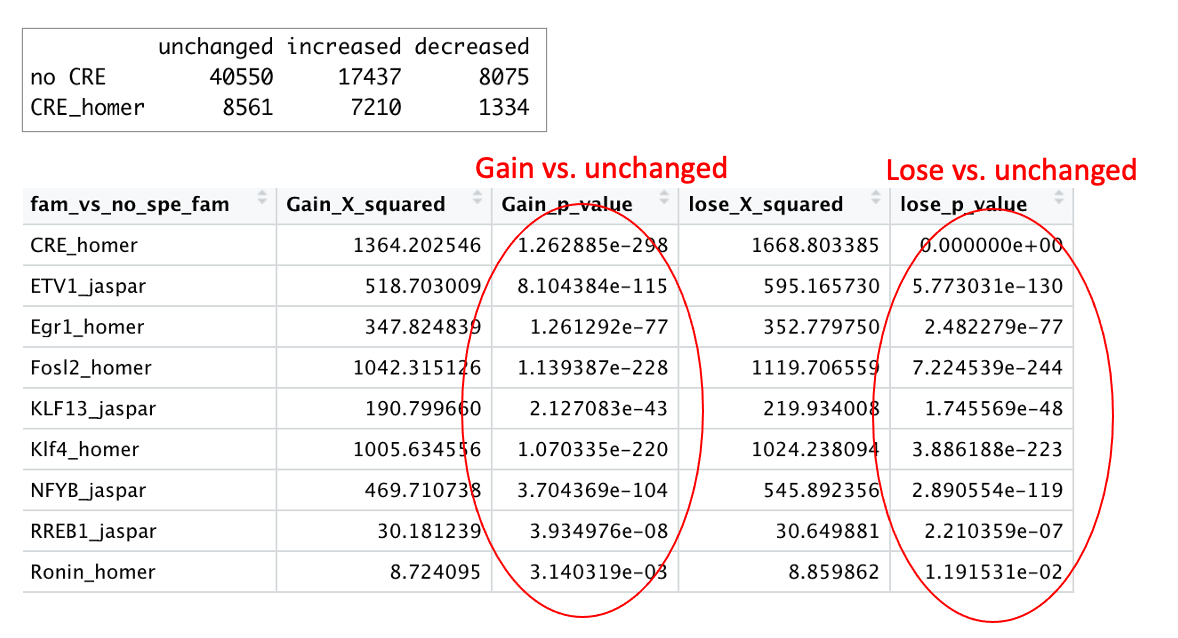 unchanged increased decreased
no CRE 40550 17437 8075
CRE_homer 8561 7210 1334
Gain vs. unchanged Lose vs. unchanged
fam_vs_no_spe_fam Gain_X_squared Gain_p_value lose_X_squared lose_p_value
CRE_homer 1364.202546 1.262885e-298 1668.803385 0.000000e+00
ETV1_jaspar 518.703009 8.104384e-115 595.165730 5.773031e-130
Egr1_homer 347.824839 1.261292e-77 352.779750 2.482279e-77
Fosl2_homer 1042.315126 1.139387e-228 1119.706559 7.224539e-244
KLF13_jaspar 190.799660 2.127083e-43 219.934008 1.745569e-48
Klf4_homer 1005.634556 1.070335e-220 1024.238094 3.886188e-223
NFYB_jaspar 469.710738 3.704369e-104 545.892356 2.890554e-119
RREB1_jaspar 30.181239 3.934976e-08 30.649881 2.210359e-07
Ronin_homer 8.724095 3.140319e-03 8.859862 1.191531e-02